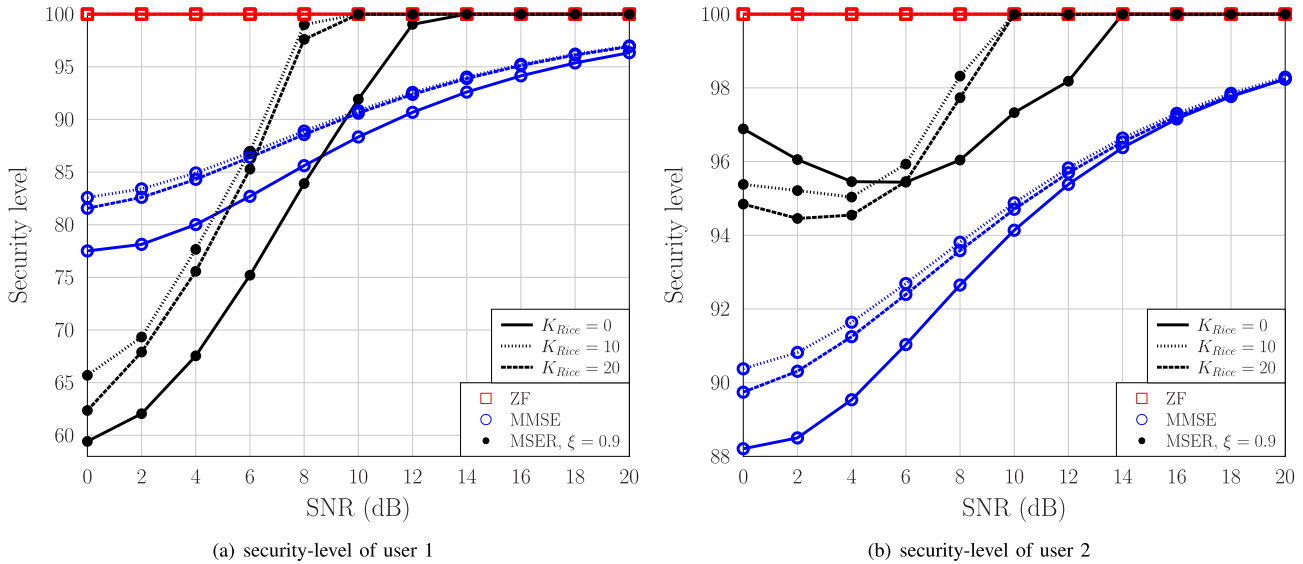 100
95
90
85
80
75
70
65
60
Security level
0 2 4 6 8 10 12 14 16 18 20
SNR (dB)
K_Rice = 0
K_Rice = 10
K_Rice = 20
ZF
MMSE
MSER, ξ = 0.9
(a) security-level of user 1
100
98
96
94
92
90
88
Security level
0 2 4 6 8 10 12 14 16 18 20
SNR (dB)
K_Rice = 0
K_Rice = 10
K_Rice = 20
ZF
MMSE
MSER, ξ = 0.9
(b) security-level of user 2